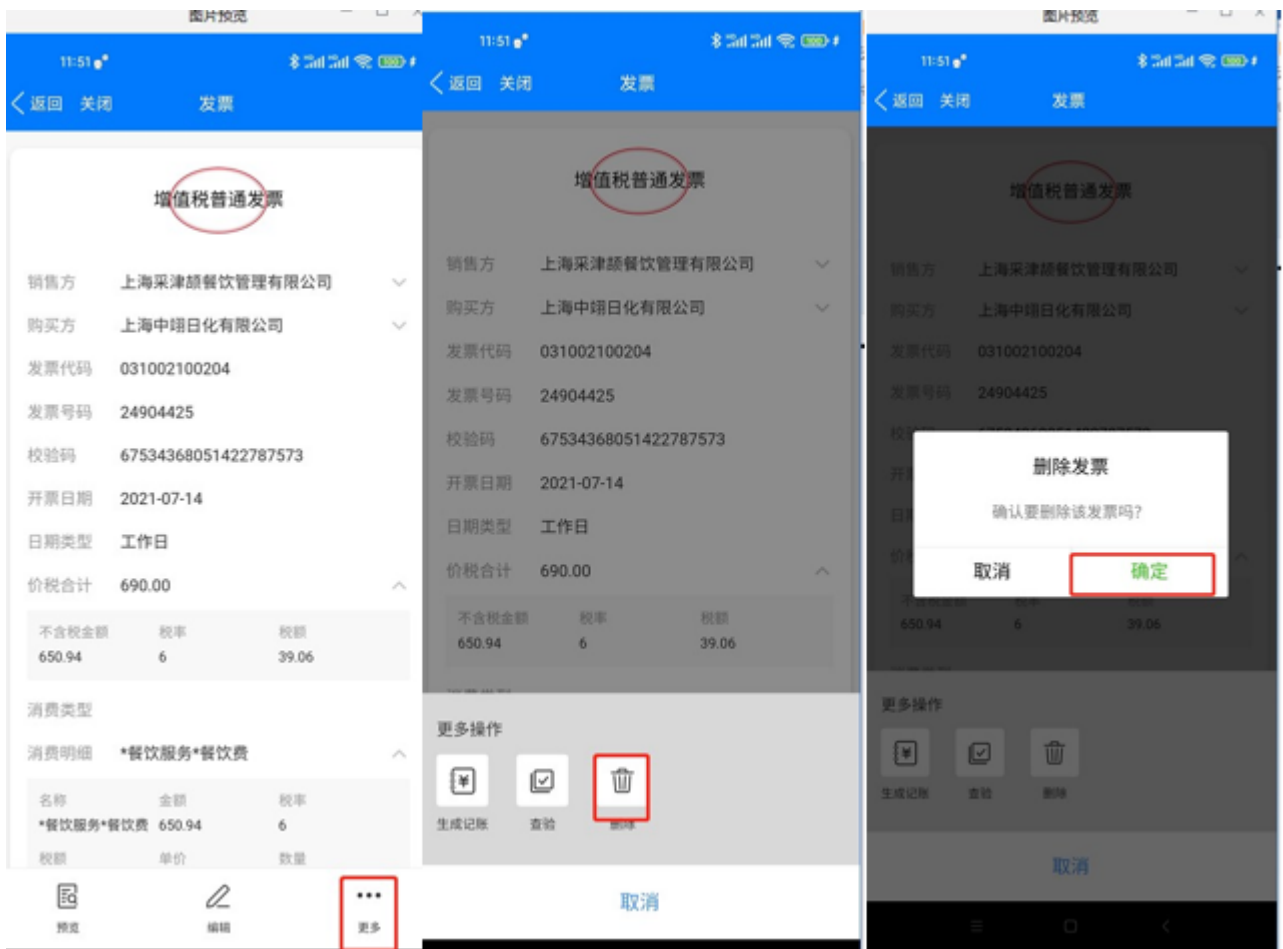 图片预览
11:51
返回 关闭 发票
增值税普通发票
销售方 上海采津颉餐饮管理有限公司
购买方 上海中翊日化有限公司
发票代码 031002100204
发票号码 24904425
校验码 67534368051422787573
开票日期 2021-07-14
日期类型 工作日
价税合计 690.00
不含税金额 税率 税额
650.94 6 39.06
消费类型
消费明细 *餐饮服务*餐饮费
名称 金额 税率
*餐饮服务*餐饮费 650.94 6
税额 单价 数量
预览 编辑 更多
11:51
返回 关闭 发票
增值税普通发票
销售方 上海采津颉餐饮管理有限公司
购买方 上海中翊日化有限公司
发票代码 031002100204
发票号码 24904425
校验码 67534368051422787573
开票日期 2021-07-14
日期类型 工作日
价税合计 690.00
不含税金额 税率 税额
650.94 6 39.06
更多操作
生成记账 查验 删除
取消
图片预览
11:51
返回 关闭 发票
增值税普通发票
销售方 上海采津颉餐饮管理有限公司
购买方 上海中翊日化有限公司
发票代码 031002100204
发票号码 24904425
删除发票
确认要删除该发票吗?
取消 确定
650.94 6 39.06
更多操作
生成记账 查验 删除
取消